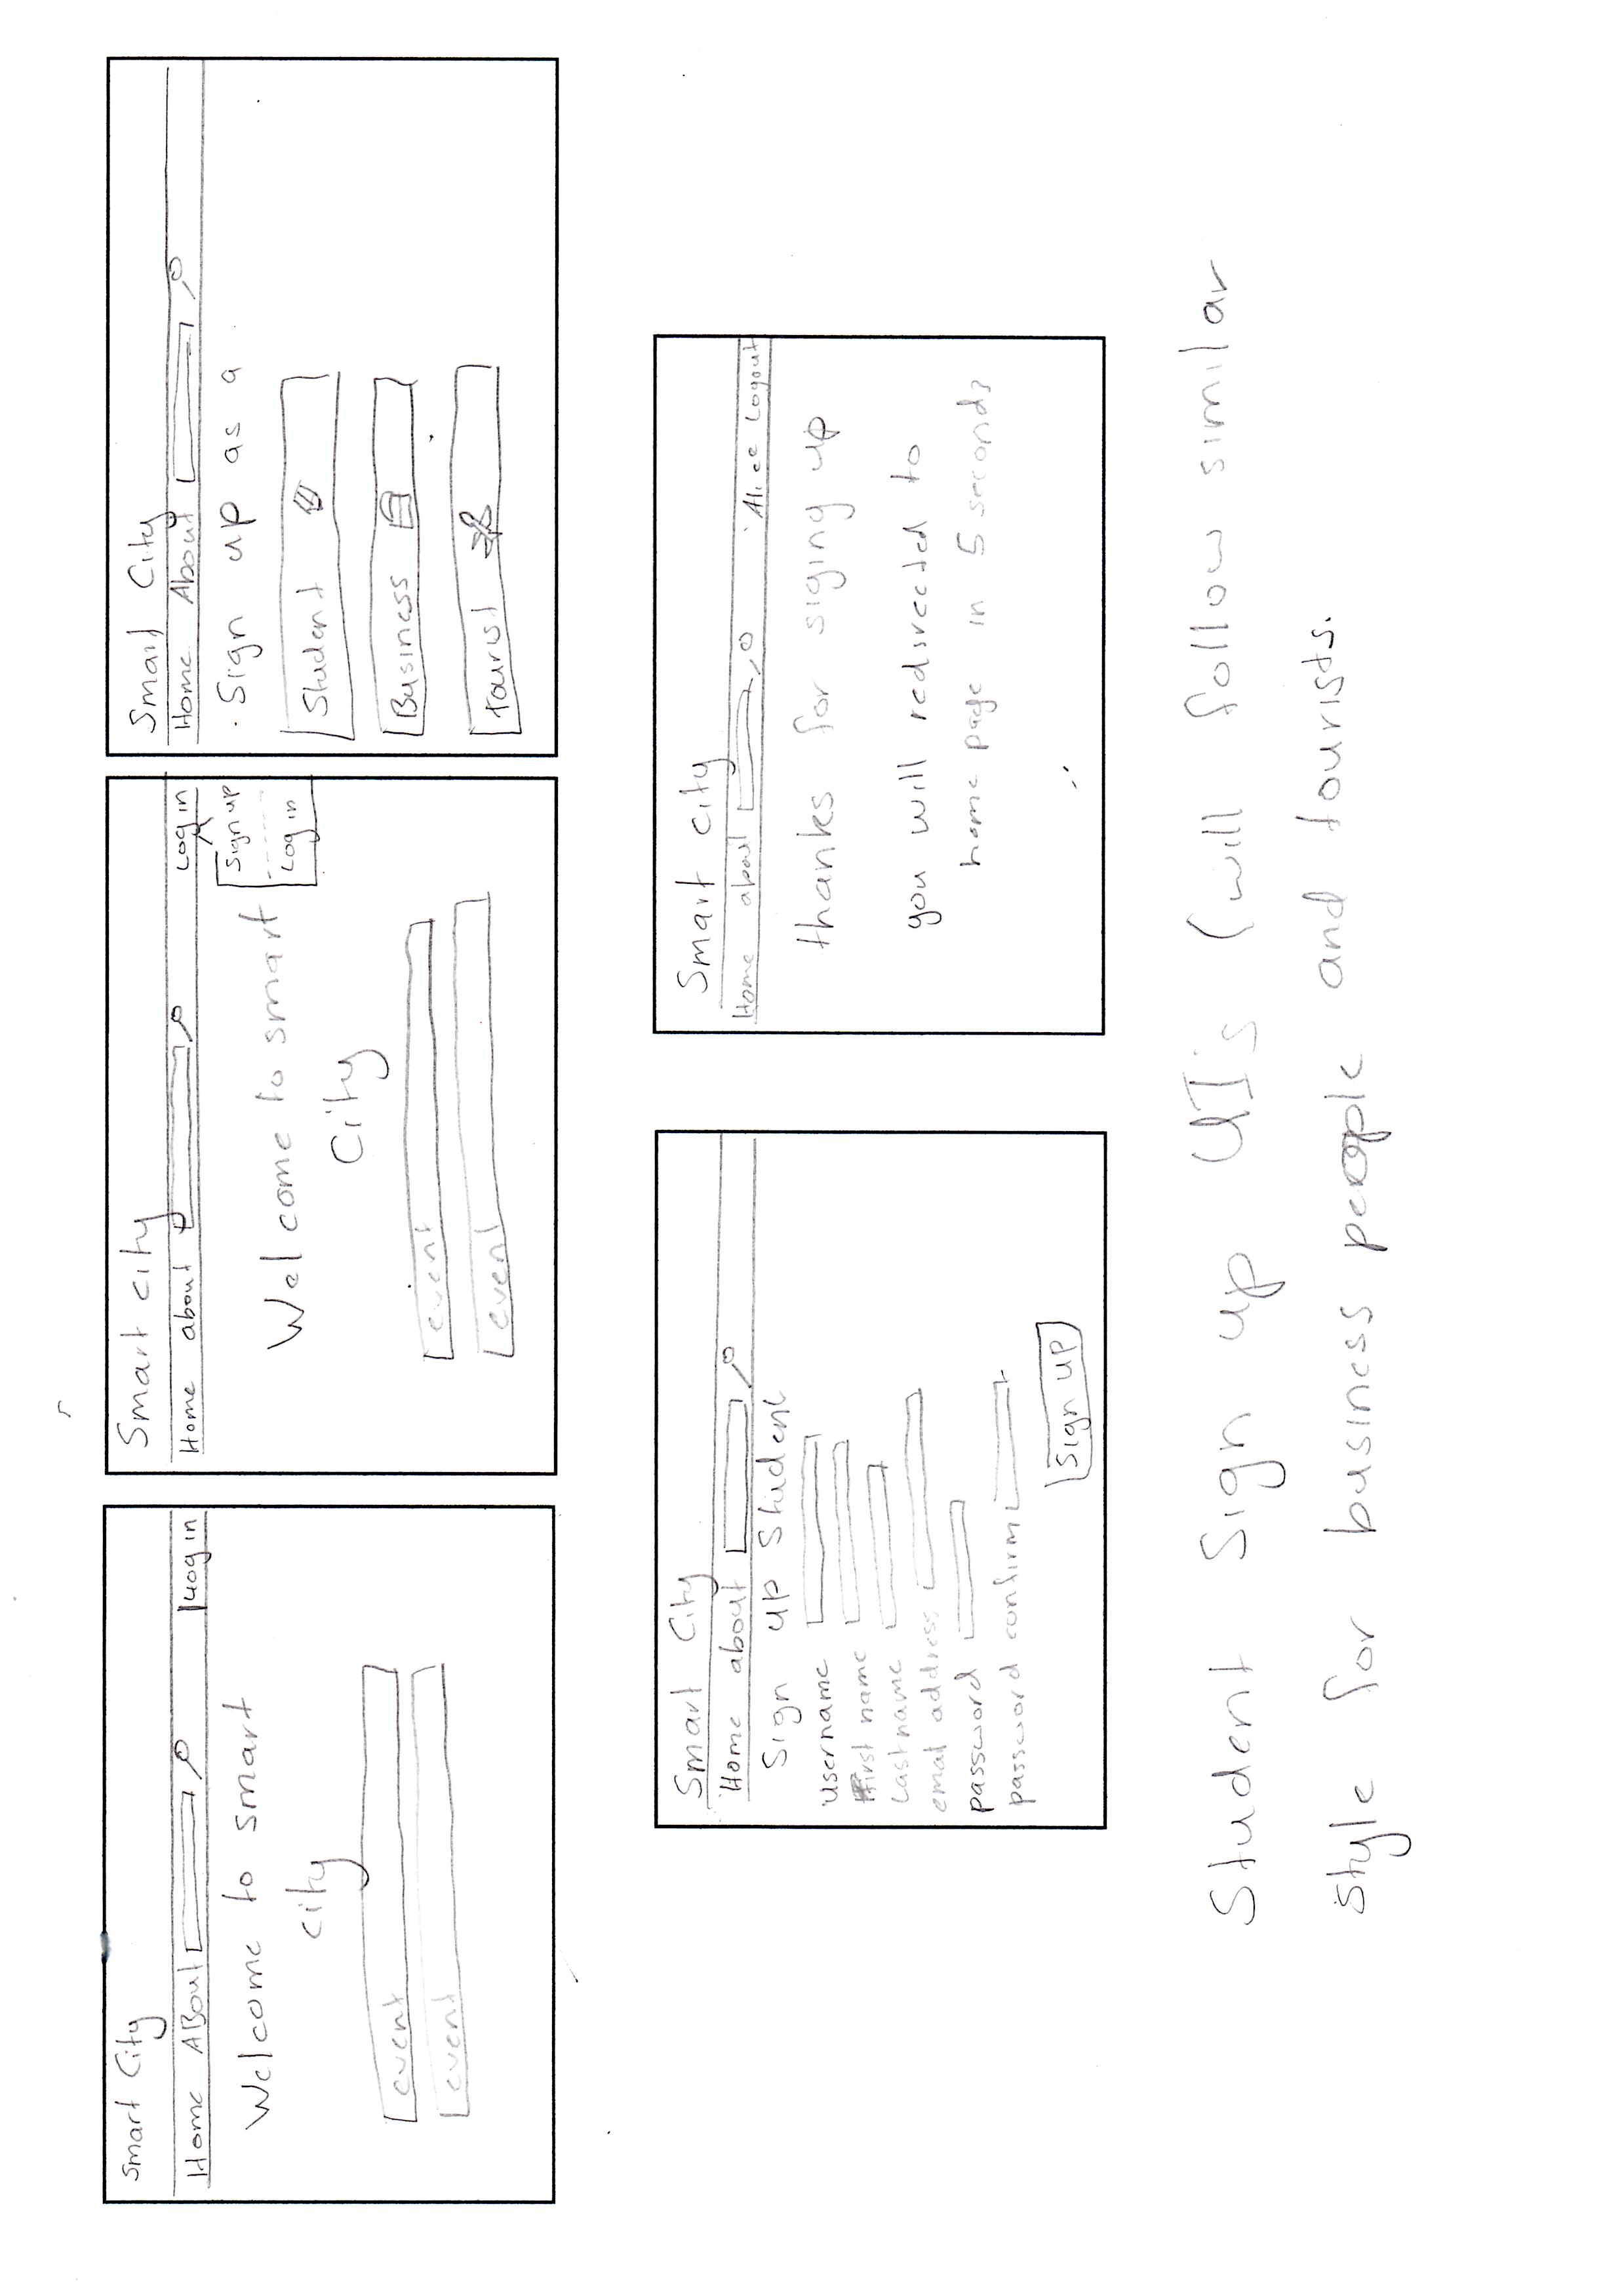 Smart City
Home ABout Login
Welcome to smart
city
event
event
Smart city
Home about Login
Sign up
Log in
Welcome to smart
City
event
event
Smart City
Home About
Sign up as a
Student
Business
tourist
Smart City
Home about
Sign up Student
username
First name
Last name
email address
password
password confirm
Sign up
Smart city
Home about Alice Logout
thanks for siging up
you will redirected to
home page in 5 seconds
Student Sign up UI's (will follow similar
style for business people and tourists.